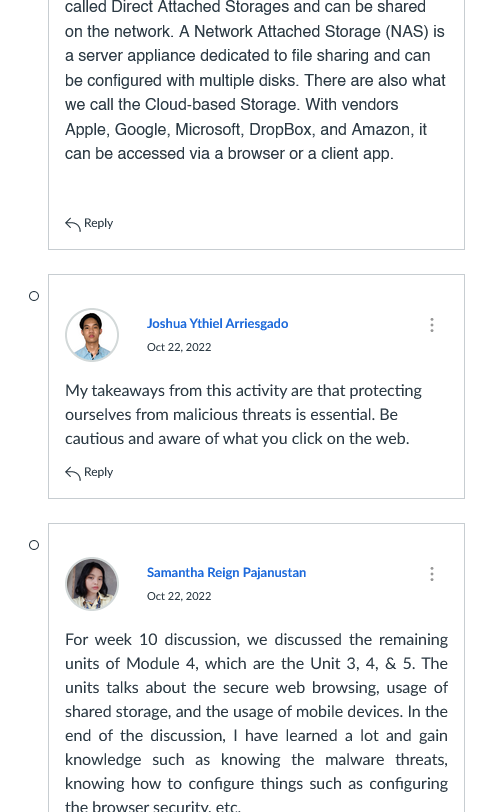 called Direct Attached Storages and can be shared
on the network. A Network Attached Storage (NAS) is
a server appliance dedicated to file sharing and can
be configured with multiple disks. There are also what
we call the Cloud-based Storage. With vendors
Apple, Google, Microsoft, DropBox, and Amazon, it
can be accessed via a browser or a client app.
Reply
Joshua Ythiel Arriesgado
Oct 22, 2022
My takeaways from this activity are that protecting
ourselves from malicious threats is essential. Be
cautious and aware of what you click on the web.
Reply
Samantha Reign Pajanustan
Oct 22, 2022
For week 10 discussion, we discussed the remaining
units of Module 4, which are the Unit 3, 4, & 5. The
units talks about the secure web browsing, usage of
shared storage, and the usage of mobile devices. In the
end of the discussion, I have learned a lot and gain
knowledge such as knowing the malware threats,
knowing how to configure things such as configuring
the browser security, etc.